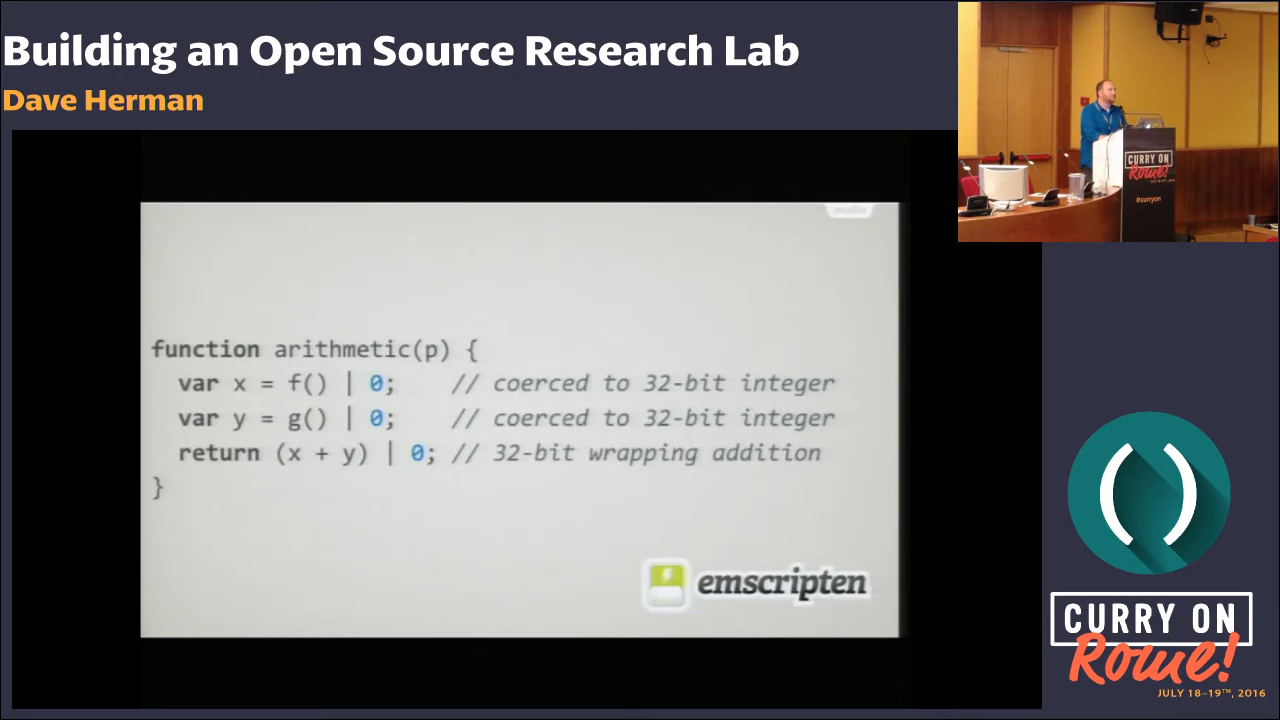 Building an Open Source Research Lab
Dave Herman
CURRY ON
Rome!
#curryon
mozilla
function arithmetic(p) {
var x = f() | 0; // coerced to 32-bit integer
var y = g() | 0; // coerced to 32-bit integer
return (x + y) | 0; // 32-bit wrapping addition
}
emscripten
( )
CURRY ON
Rome!
JULY 18-19TH, 2016